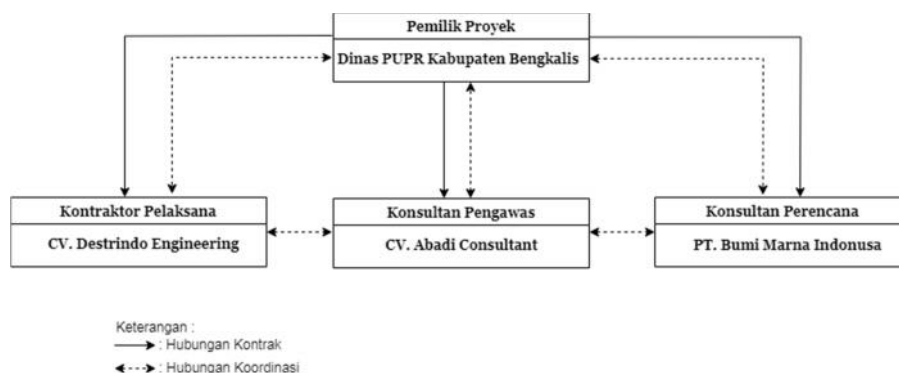 Pemilik Proyek
Dinas PUPR Kabupaten Bengkalis
Kontraktor Pelaksana
CV. Destrindo Engineering
Konsultan Pengawas
CV. Abadi Consultant
Konsultan Perencana
PT. Bumi Marna Indonusa
Keterangan :
: Hubungan Kontrak
: Hubungan Koordinasi